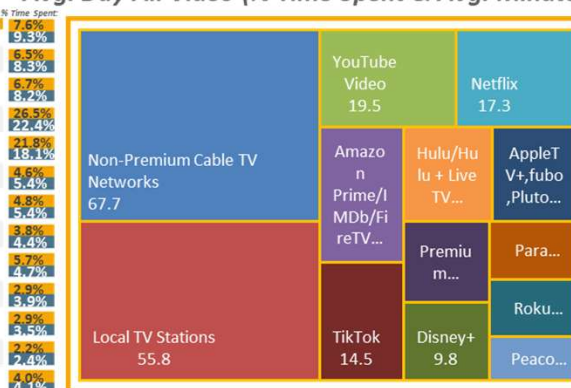 % Time Spent
7.6%
9.3%
6.5%
8.3%
6.7%
8.2%
26.5%
22.4%
21.8%
18.1%
4.6%
5.4%
4.8%
5.4%
3.8%
4.4%
5.7%
4.7%
2.9%
3.9%
2.9%
3.5%
2.2%
2.4%
4.0%
Non-Premium Cable TV
Networks
67.7
Local TV Stations
55.8
YouTube
Video
19.5
Netflix
17.3
Amazo
n
Prime/I
MDb/Fi
reTV...
Hulu/Hu
lu + Live
TV...
AppleT
V+,fubo
,Pluto...
Premiu
m...
Para...
Roku...
TikTok
14.5
Disney+
9.8
Peaco...